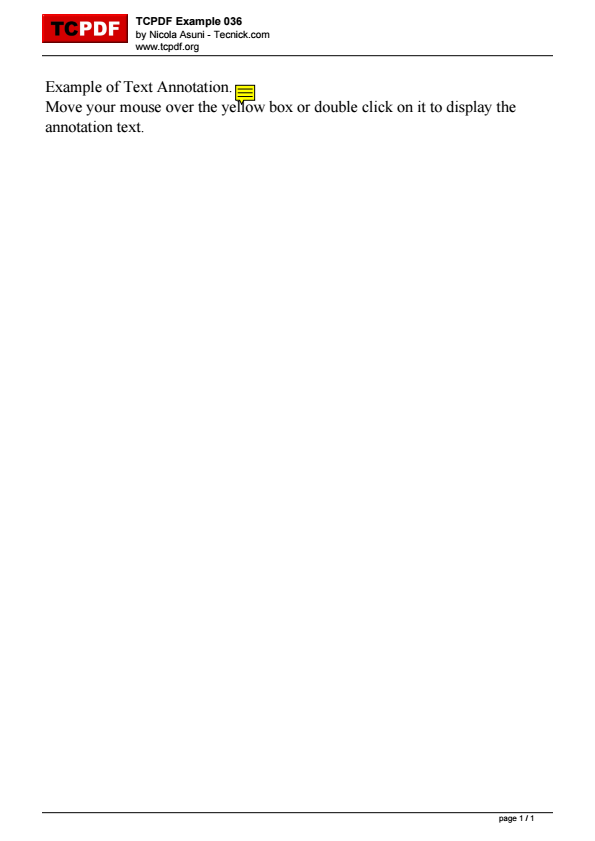 TCPDF
TCPDF Example 036
by Nicola Asuni - Tecnick.com
www.tcpdf.org
Example of Text Annotation.
Move your mouse over the yellow box or double click on it to display the
annotation text.
page 1 / 1